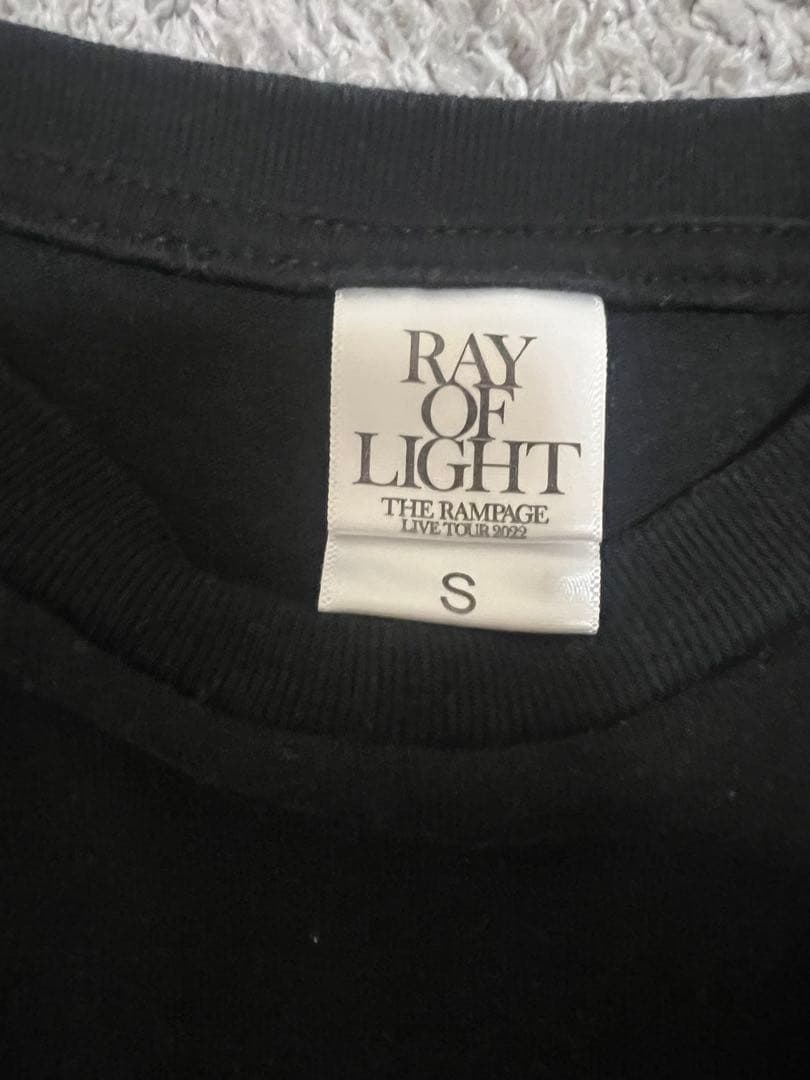 RAY
OF
LIGHT
THE RAMPAGE
LIVE TOUR 2022
S